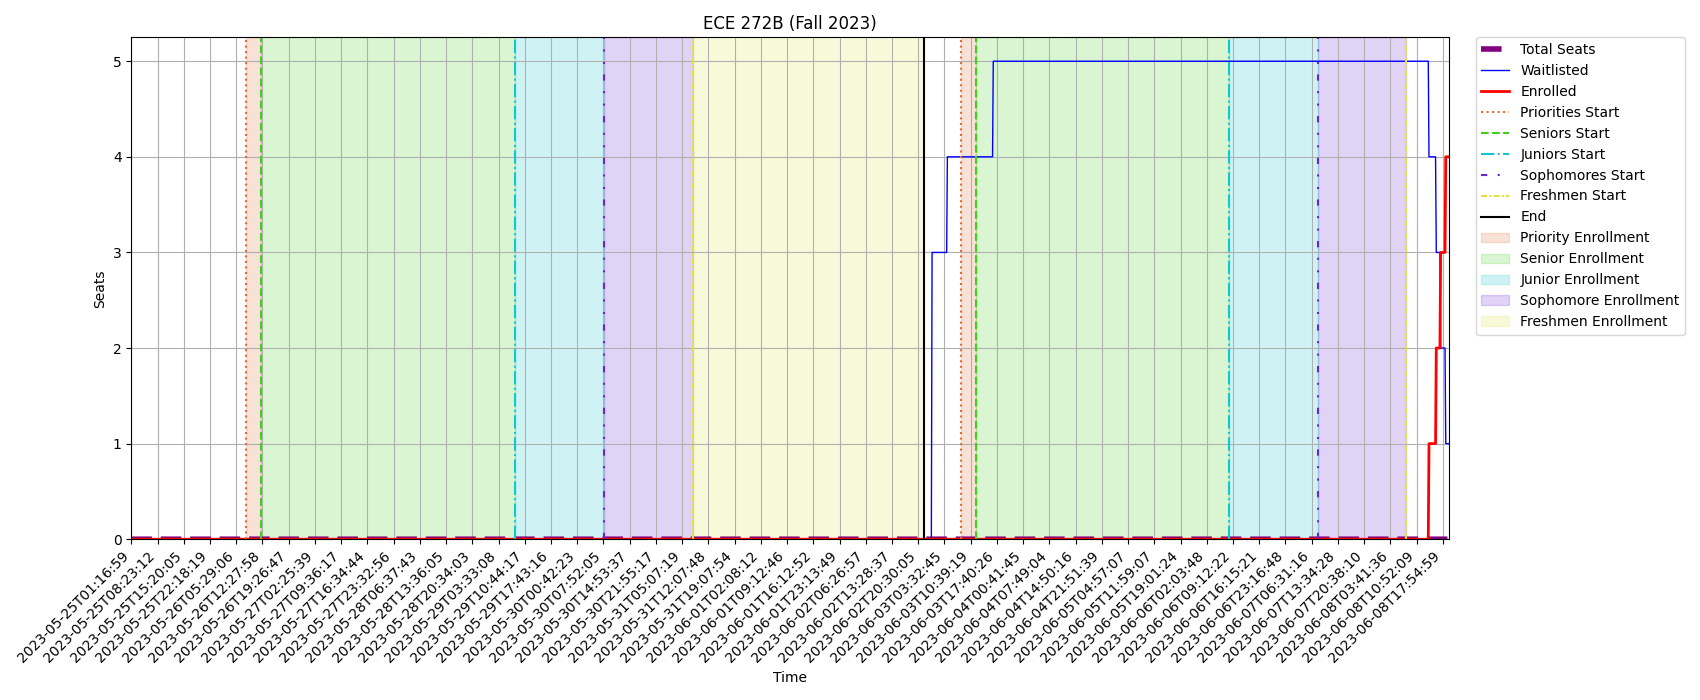 ECE 272B (Fall 2023)
5
4
3
2
1
0
Seats
2023-05-25T01:16:59
2023-05-25T08:23:12
2023-05-25T15:20:05
2023-05-25T22:18:19
2023-05-26T05:29:06
2023-05-26T12:27:58
2023-05-26T19:26:47
2023-05-27T02:25:39
2023-05-27T09:36:17
2023-05-27T16:34:44
2023-05-27T23:32:56
2023-05-28T06:37:43
2023-05-28T13:36:05
2023-05-28T20:34:03
2023-05-29T03:33:08
2023-05-29T10:44:17
2023-05-29T17:43:16
2023-05-30T00:42:23
2023-05-30T07:52:05
2023-05-30T14:53:37
2023-05-30T21:55:17
2023-05-31T05:07:19
2023-05-31T12:07:48
2023-05-31T19:07:54
2023-06-01T02:08:12
2023-06-01T09:12:46
2023-06-01T16:12:52
2023-06-01T23:13:49
2023-06-02T06:26:57
2023-06-02T13:28:37
2023-06-02T20:30:05
2023-06-03T03:32:45
2023-06-03T10:39:19
2023-06-03T17:40:26
2023-06-04T00:41:45
2023-06-04T07:49:04
2023-06-04T14:50:16
2023-06-04T21:51:39
2023-06-05T04:57:07
2023-06-05T11:59:07
2023-06-05T19:01:24
2023-06-06T02:03:48
2023-06-06T09:12:22
2023-06-06T16:15:21
2023-06-06T23:16:48
2023-06-07T06:31:16
2023-06-07T13:34:28
2023-06-07T20:38:10
2023-06-08T03:41:36
2023-06-08T10:52:09
2023-06-08T17:54:59
Time
Total Seats
Waitlisted
Enrolled
Priorities Start
Seniors Start
Juniors Start
Sophomores Start
Freshmen Start
End
Priority Enrollment
Senior Enrollment
Junior Enrollment
Sophomore Enrollment
Freshmen Enrollment